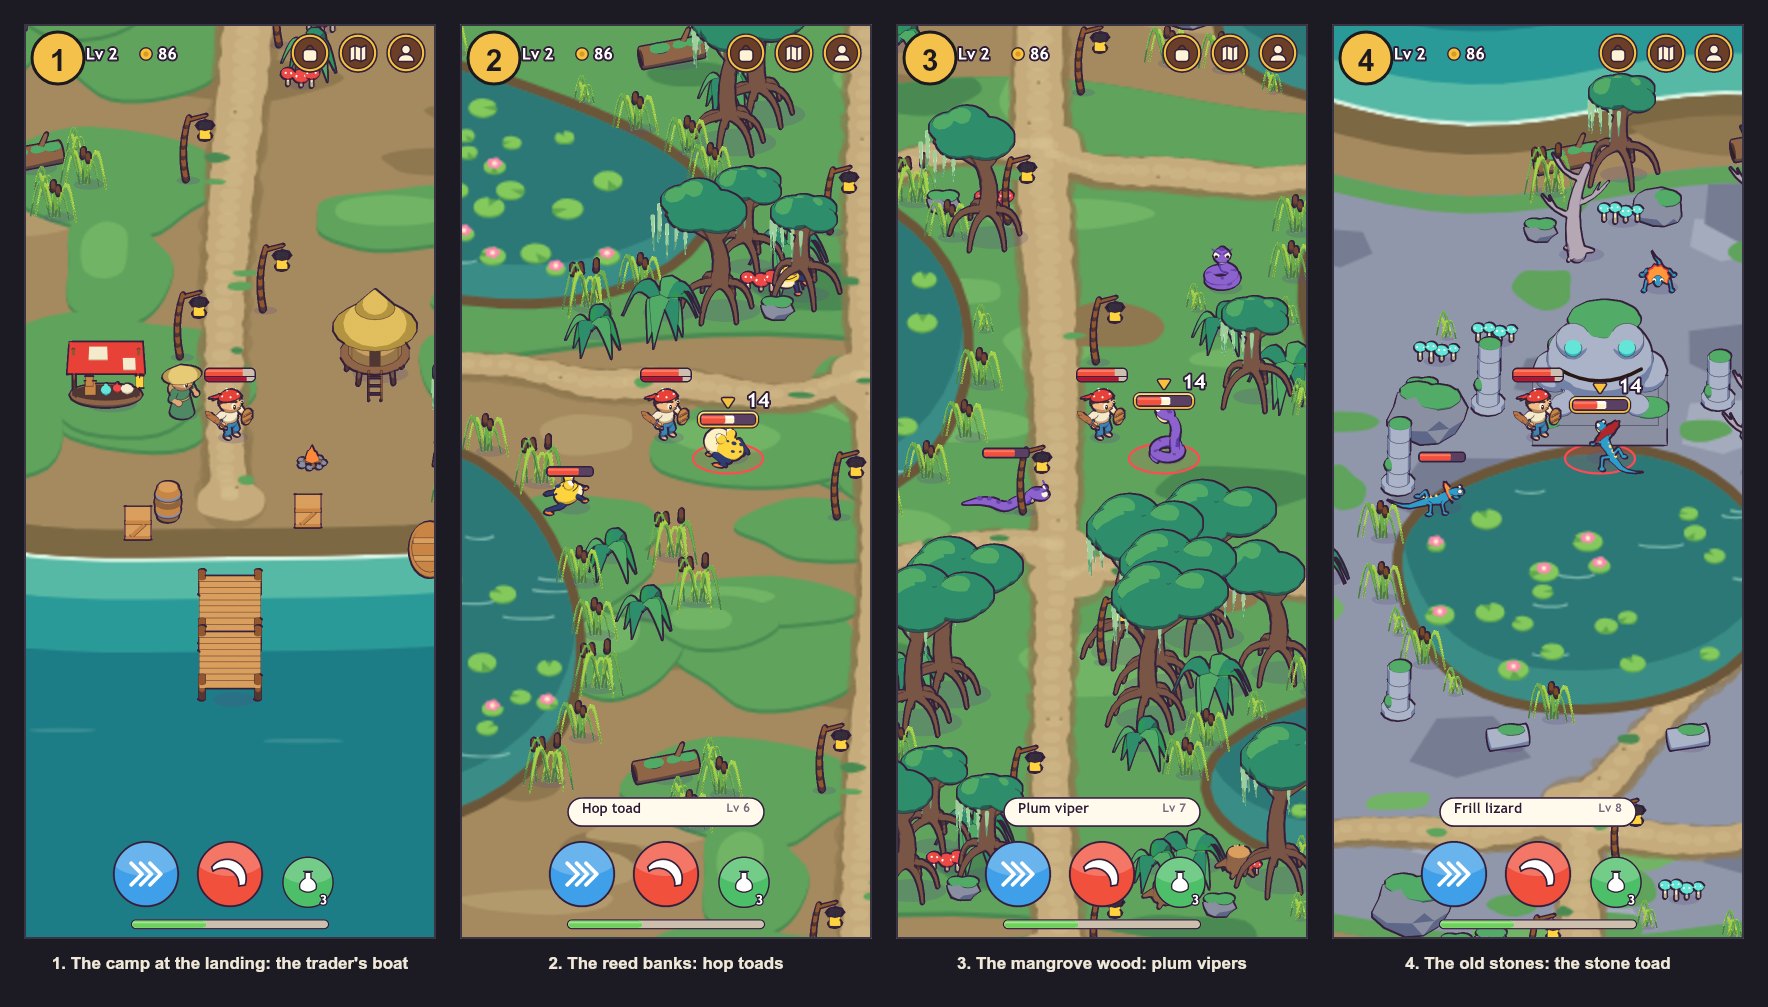 1 Lv 2 86
2 Lv 2 86
3 Lv 2 86
4 Lv 2 86
14
14
14
Hop toad Lv 6
Plum viper Lv 7
Frill lizard Lv 8
3
3
3
3
1. The camp at the landing: the trader's boat
2. The reed banks: hop toads
3. The mangrove wood: plum vipers
4. The old stones: the stone toad